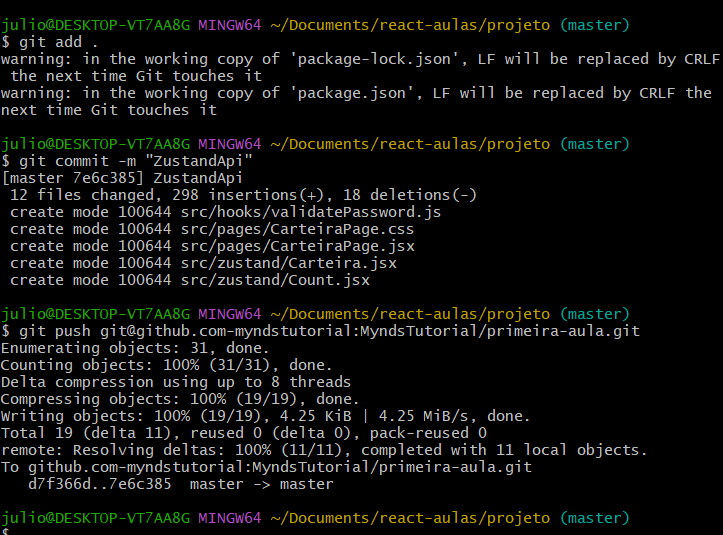 julio@DESKTOP-VT7AA8G MINGW64 ~/Documents/react-aulas/projeto (master)
$ git add .
warning: in the working copy of 'package-lock.json', LF will be replaced by CRLF
 the next time Git touches it
warning: in the working copy of 'package.json', LF will be replaced by CRLF the
next time Git touches it
julio@DESKTOP-VT7AA8G MINGW64 ~/Documents/react-aulas/projeto (master)
$ git commit -m "ZustandApi"
[master 7e6c385] ZustandApi
 12 files changed, 298 insertions(+), 18 deletions(-)
 create mode 100644 src/hooks/validatePassword.js
 create mode 100644 src/pages/CarteiraPage.css
 create mode 100644 src/pages/CarteiraPage.jsx
 create mode 100644 src/zustand/Carteira.jsx
 create mode 100644 src/zustand/Count.jsx
julio@DESKTOP-VT7AA8G MINGW64 ~/Documents/react-aulas/projeto (master)
$ git push git@github.com-myndstutorial:MyndsTutorial/primeira-aula.git
Enumerating objects: 31, done.
Counting objects: 100% (31/31), done.
Delta compression using up to 8 threads
Compressing objects: 100% (19/19), done.
Writing objects: 100% (19/19), 4.25 KiB | 4.25 MiB/s, done.
Total 19 (delta 11), reused 0 (delta 0), pack-reused 0
remote: Resolving deltas: 100% (11/11), completed with 11 local objects.
To github.com-myndstutorial:MyndsTutorial/primeira-aula.git
   d7f366d..7e6c385  master -> master
julio@DESKTOP-VT7AA8G MINGW64 ~/Documents/react-aulas/projeto (master)
$